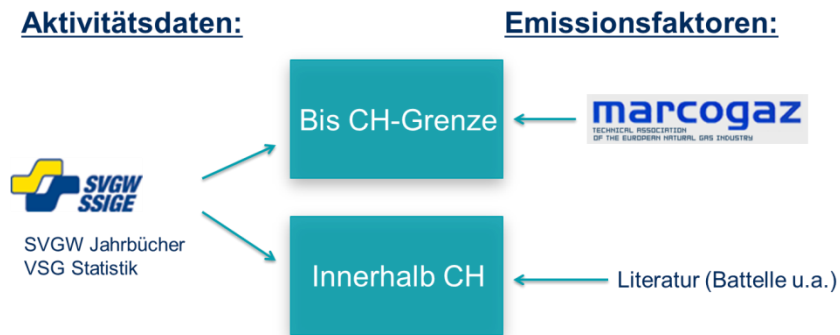 Aktivitätsdaten:
Emissionsfaktoren:
Bis CH-Grenze
marcogaz
TECHNICAL ASSOCIATION
OF THE EUROPEAN NATURAL GAS INDUSTRY
SVGW
SSIGE
SVGW Jahrbücher
VSG Statistik
Innerhalb CH
Literatur (Battelle u.a.)